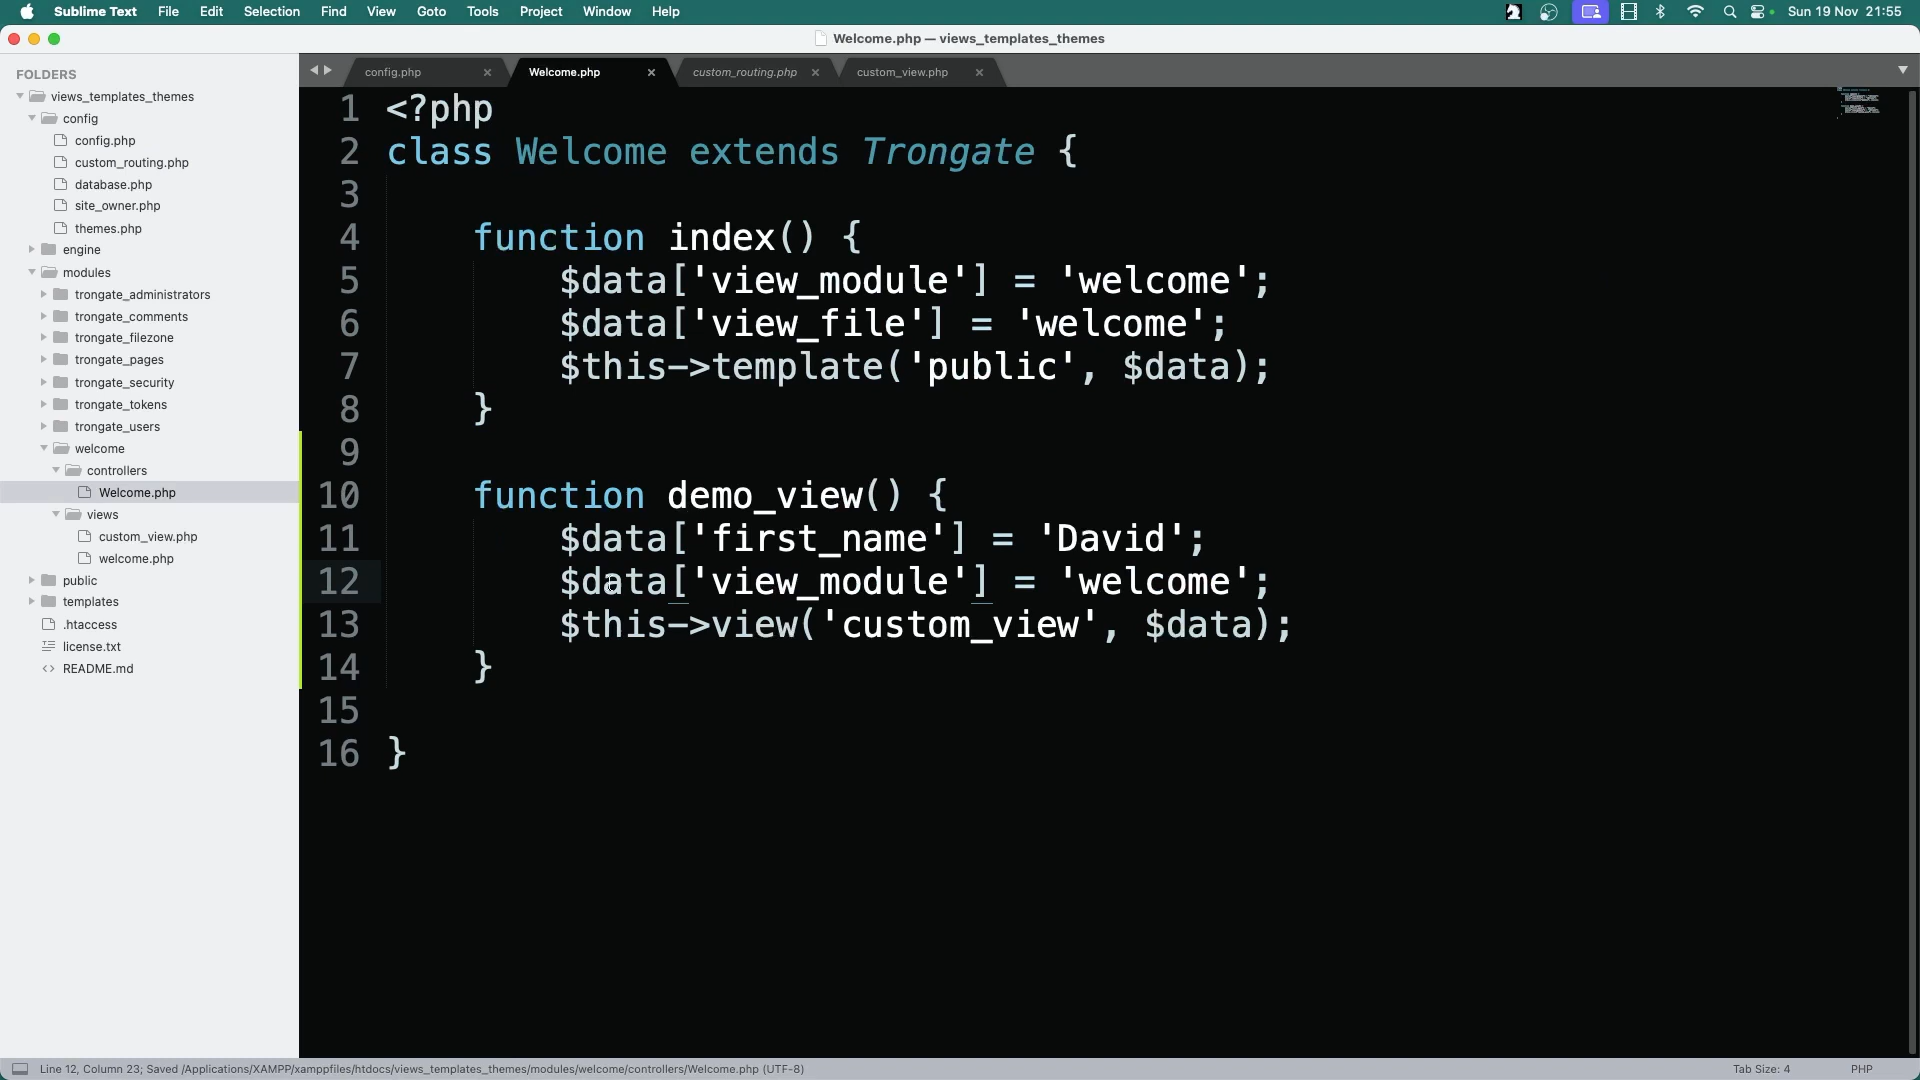 Sublime Text File Edit Selection Find View Goto Tools Project Window Help Sun 19 Nov 21:55
Welcome.php — views_templates_themes
FOLDERS
views_templates_themes
config
config.php
custom_routing.php
database.php
site_owner.php
themes.php
engine
modules
trongate_administrators
trongate_comments
trongate_filezone
trongate_pages
trongate_security
trongate_tokens
trongate_users
welcome
controllers
Welcome.php
views
custom_view.php
welcome.php
public
templates
.htaccess
license.txt
README.md
config.php Welcome.php custom_routing.php custom_view.php
1 <?php
2 class Welcome extends Trongate {
3
4 function index() {
5 $data['view_module'] = 'welcome';
6 $data['view_file'] = 'welcome';
7 $this->template('public', $data);
8 }
9
10 function demo_view() {
11 $data['first_name'] = 'David';
12 $data['view_module'] = 'welcome';
13 $this->view('custom_view', $data);
14 }
15
16 }
Line 12, Column 23; Saved /Applications/XAMPP/xamppfiles/htdocs/views_templates_themes/modules/welcome/controllers/Welcome.php (UTF-8) Tab Size: 4 PHP